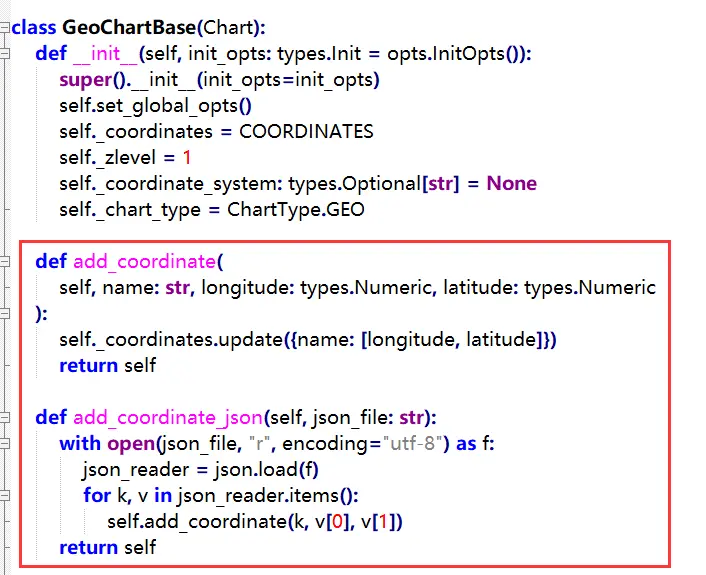 class GeoChartBase(Chart):
    def __init__(self, init_opts: types.Init = opts.InitOpts()):
        super().__init__(init_opts=init_opts)
        self.set_global_opts()
        self._coordinates = COORDINATES
        self._zlevel = 1
        self._coordinate_system: types.Optional[str] = None
        self._chart_type = ChartType.GEO

    def add_coordinate(
        self, name: str, longitude: types.Numeric, latitude: types.Numeric
    ):
        self._coordinates.update({name: [longitude, latitude]})
        return self

    def add_coordinate_json(self, json_file: str):
        with open(json_file, "r", encoding="utf-8") as f:
            json_reader = json.load(f)
            for k, v in json_reader.items():
                self.add_coordinate(k, v[0], v[1])
        return self